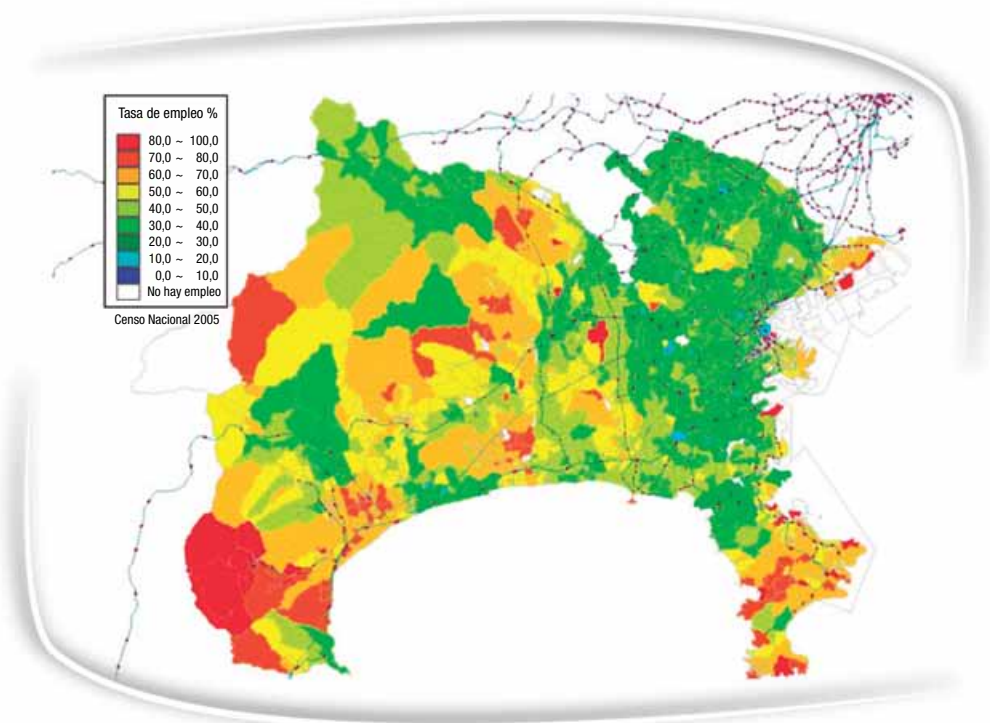 Tasa de empleo %
80,0 ~ 100,0
70,0 ~ 80,0
60,0 ~ 70,0
50,0 ~ 60,0
40,0 ~ 50,0
30,0 ~ 40,0
20,0 ~ 30,0
10,0 ~ 20,0
0,0 ~ 10,0
No hay empleo
Censo Nacional 2005